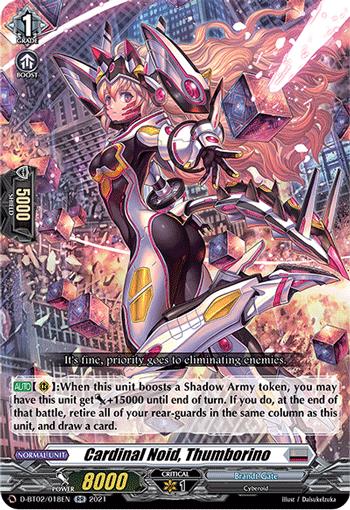 1
GRADE
BOOST
5000
SHIELD
It's fine, priority goes to eliminating enemies.
AUTO【 】:When this unit boosts a Shadow Army token, you may
have this unit get +15000 until end of turn. If you do, at the end of
that battle, retire all of your rear-guards in the same column as this
unit, and draw a card.
NORMAL UNIT
Cardinal Noid, Thumborino
POWER 8000 CRITICAL 1 Brandt Gate
Cyberoid
D-BT02/018EN RR 2021 Illust / Daisukeizuka